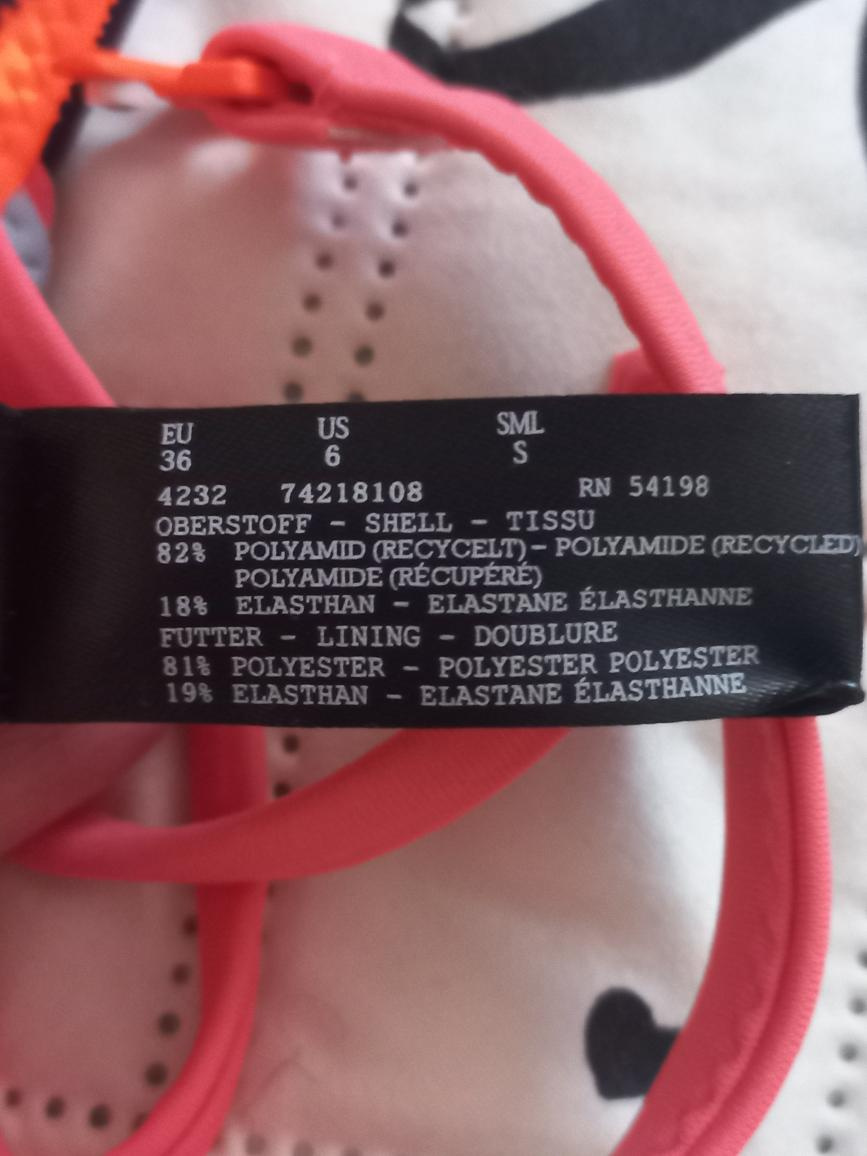 EU US SML
36 6 S
4232 74218108 RN 54198
OBERSTOFF - SHELL - TISSU
82% POLYAMID (RECYCELT) - POLYAMIDE (RECYCLED)
POLYAMIDE (RÉCUPÉRÉ)
18% ELASTHAN - ELASTANE ÉLASTHANNE
FUTTER - LINING - DOUBLURE
81% POLYESTER - POLYESTER POLYESTER
19% ELASTHAN - ELASTANE ÉLASTHANNE